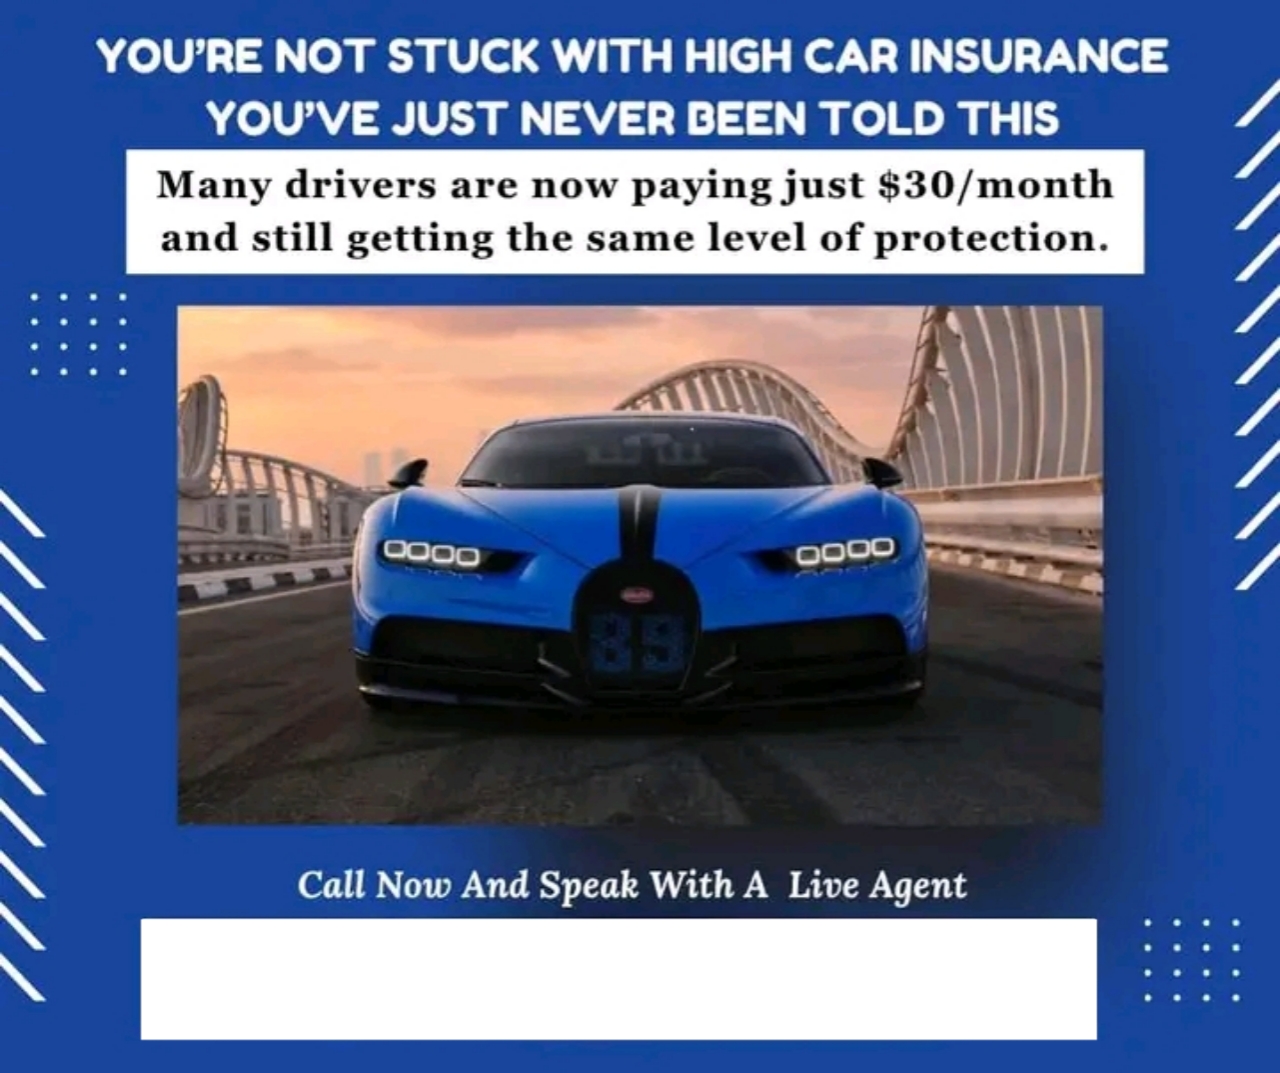 YOU'RE NOT STUCK WITH HIGH CAR INSURANCE
YOU'VE JUST NEVER BEEN TOLD THIS
Many drivers are now paying just $30/month
and still getting the same level of protection.
Call Now And Speak With A Live Agent